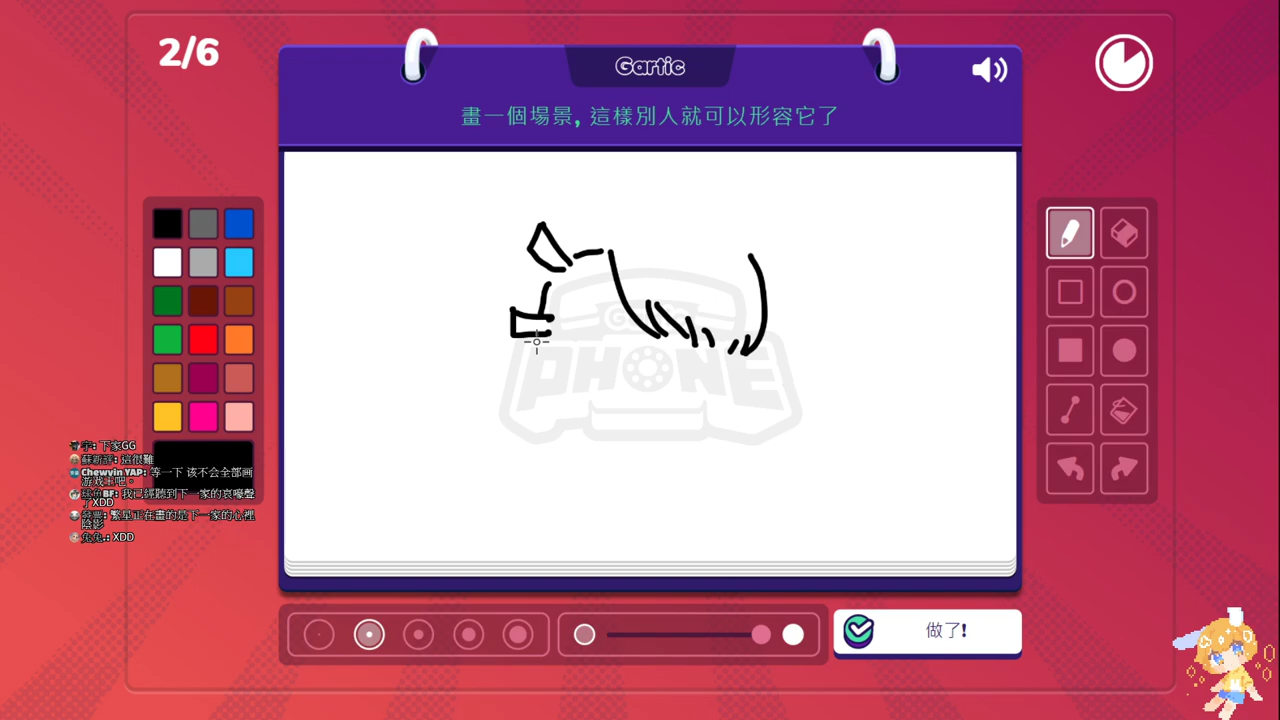 2/6
Gartic
畫一個場景, 這樣別人就可以形容它了
PHONE
下家GG
這很難
Chewvin YAP: 等一下 该不会全部画
游戏王吧。
BF: 我已經聽到下一家的哀嚎聲
了XDD
繁星正在畫的是下一家的心裡
陰影
XDD
做了!